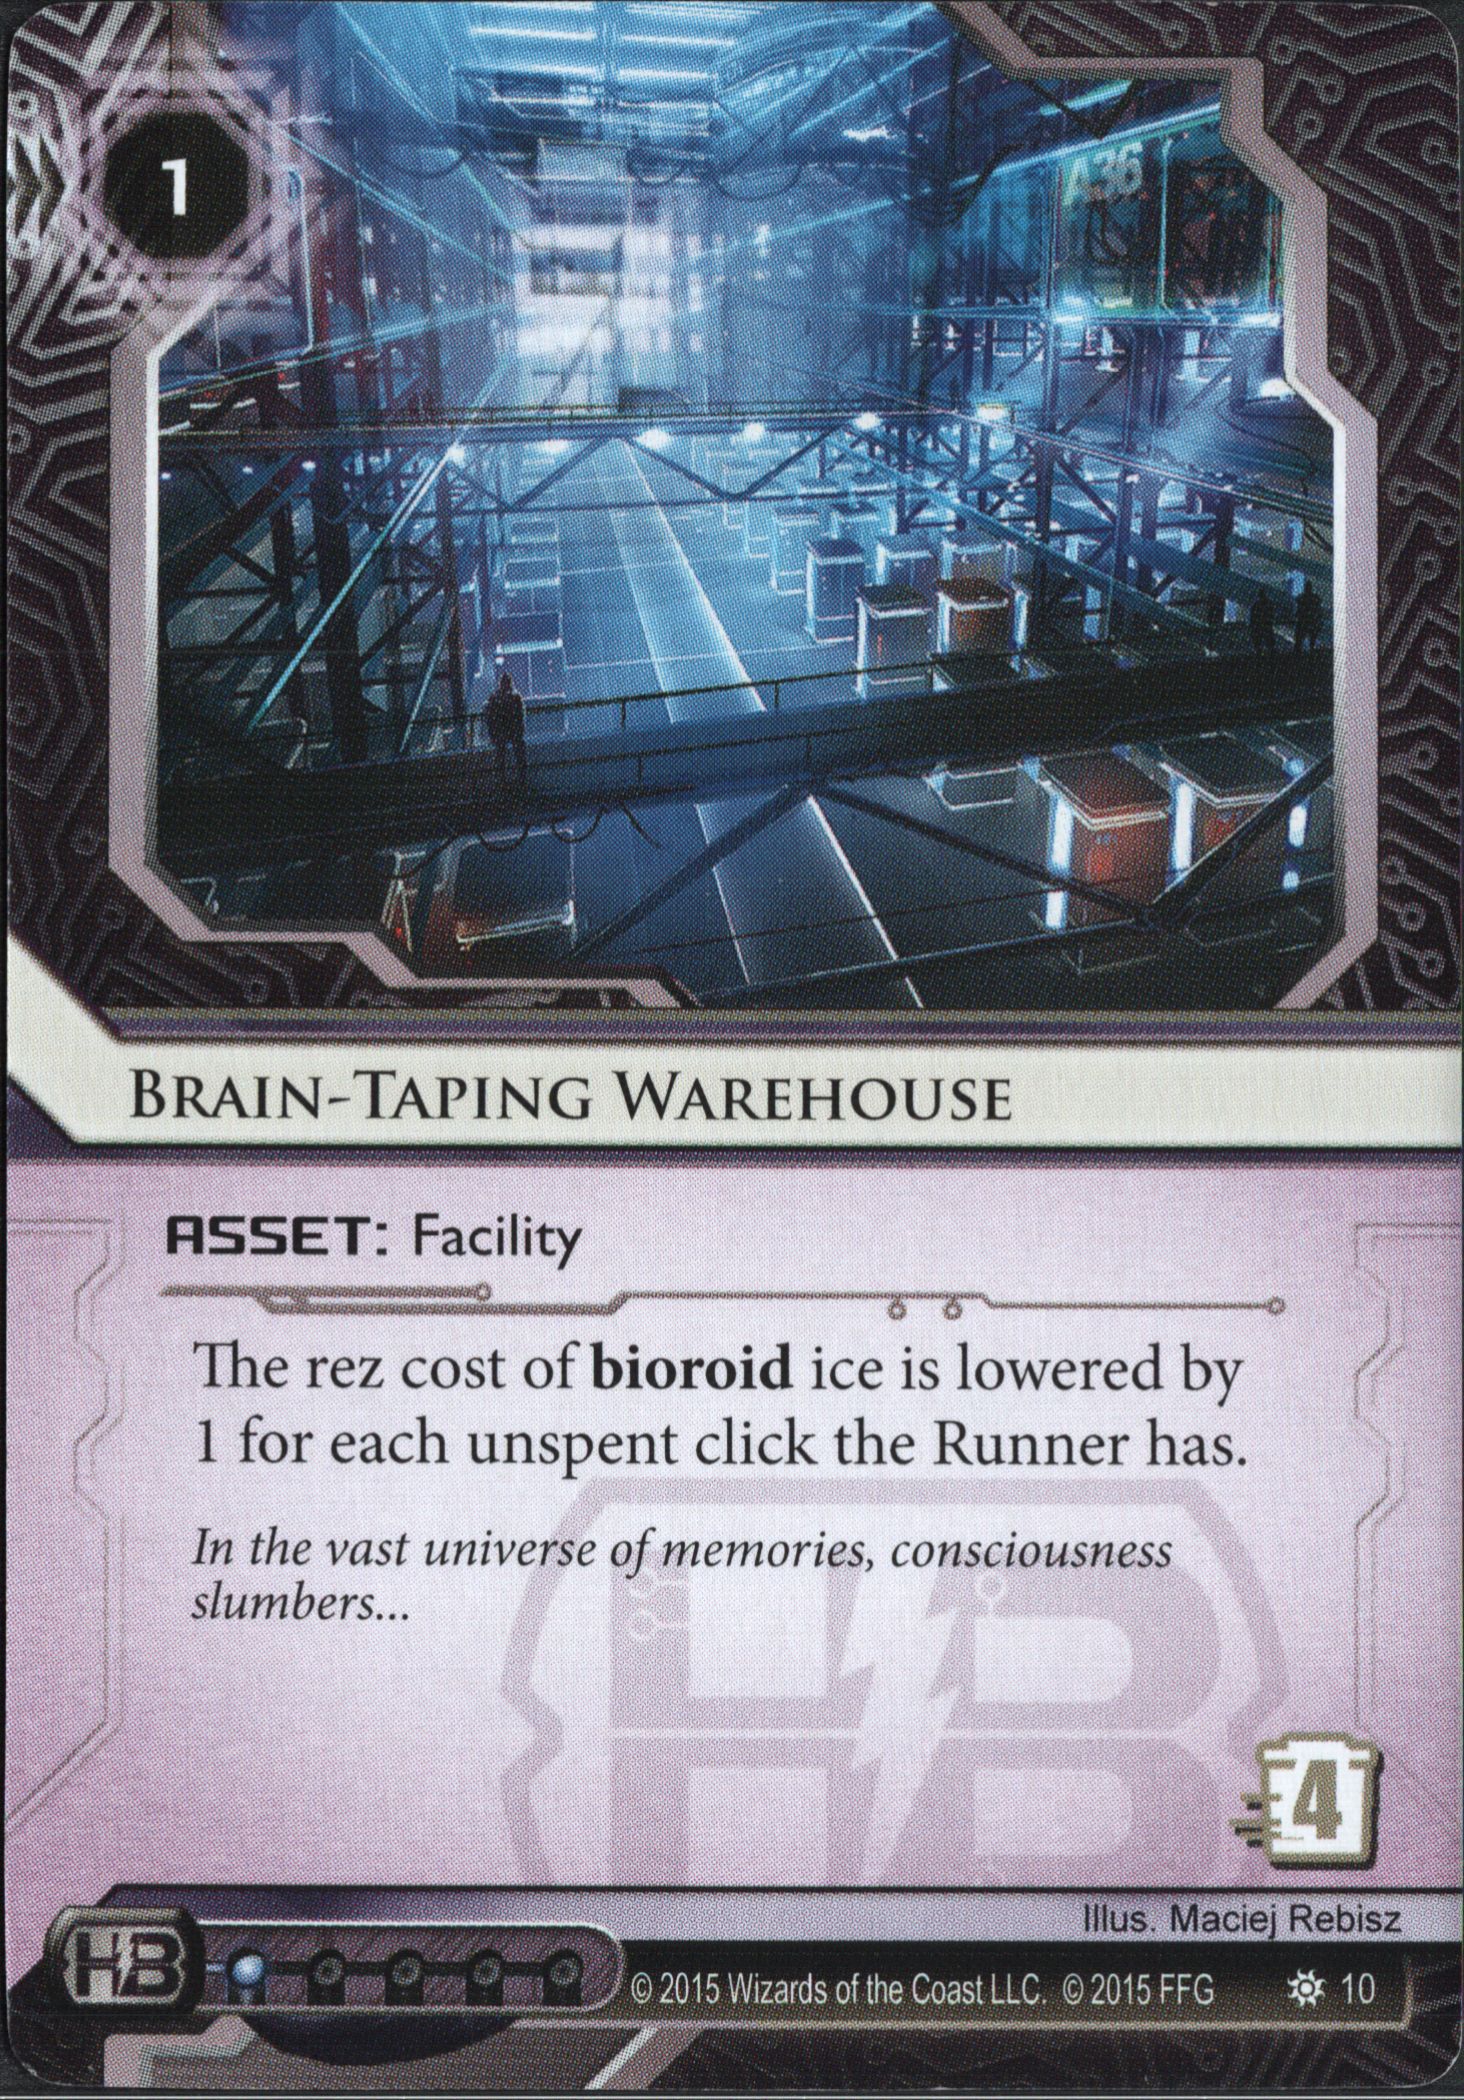 1
A36
BRAIN-TAPING WAREHOUSE
ASSET: Facility
The rez cost of bioroid ice is lowered by
1 for each unspent click the Runner has.
In the vast universe of memories, consciousness
slumbers...
HB
4
Illus. Maciej Rebisz
HB
© 2015 Wizards of the Coast LLC. © 2015 FFG 10